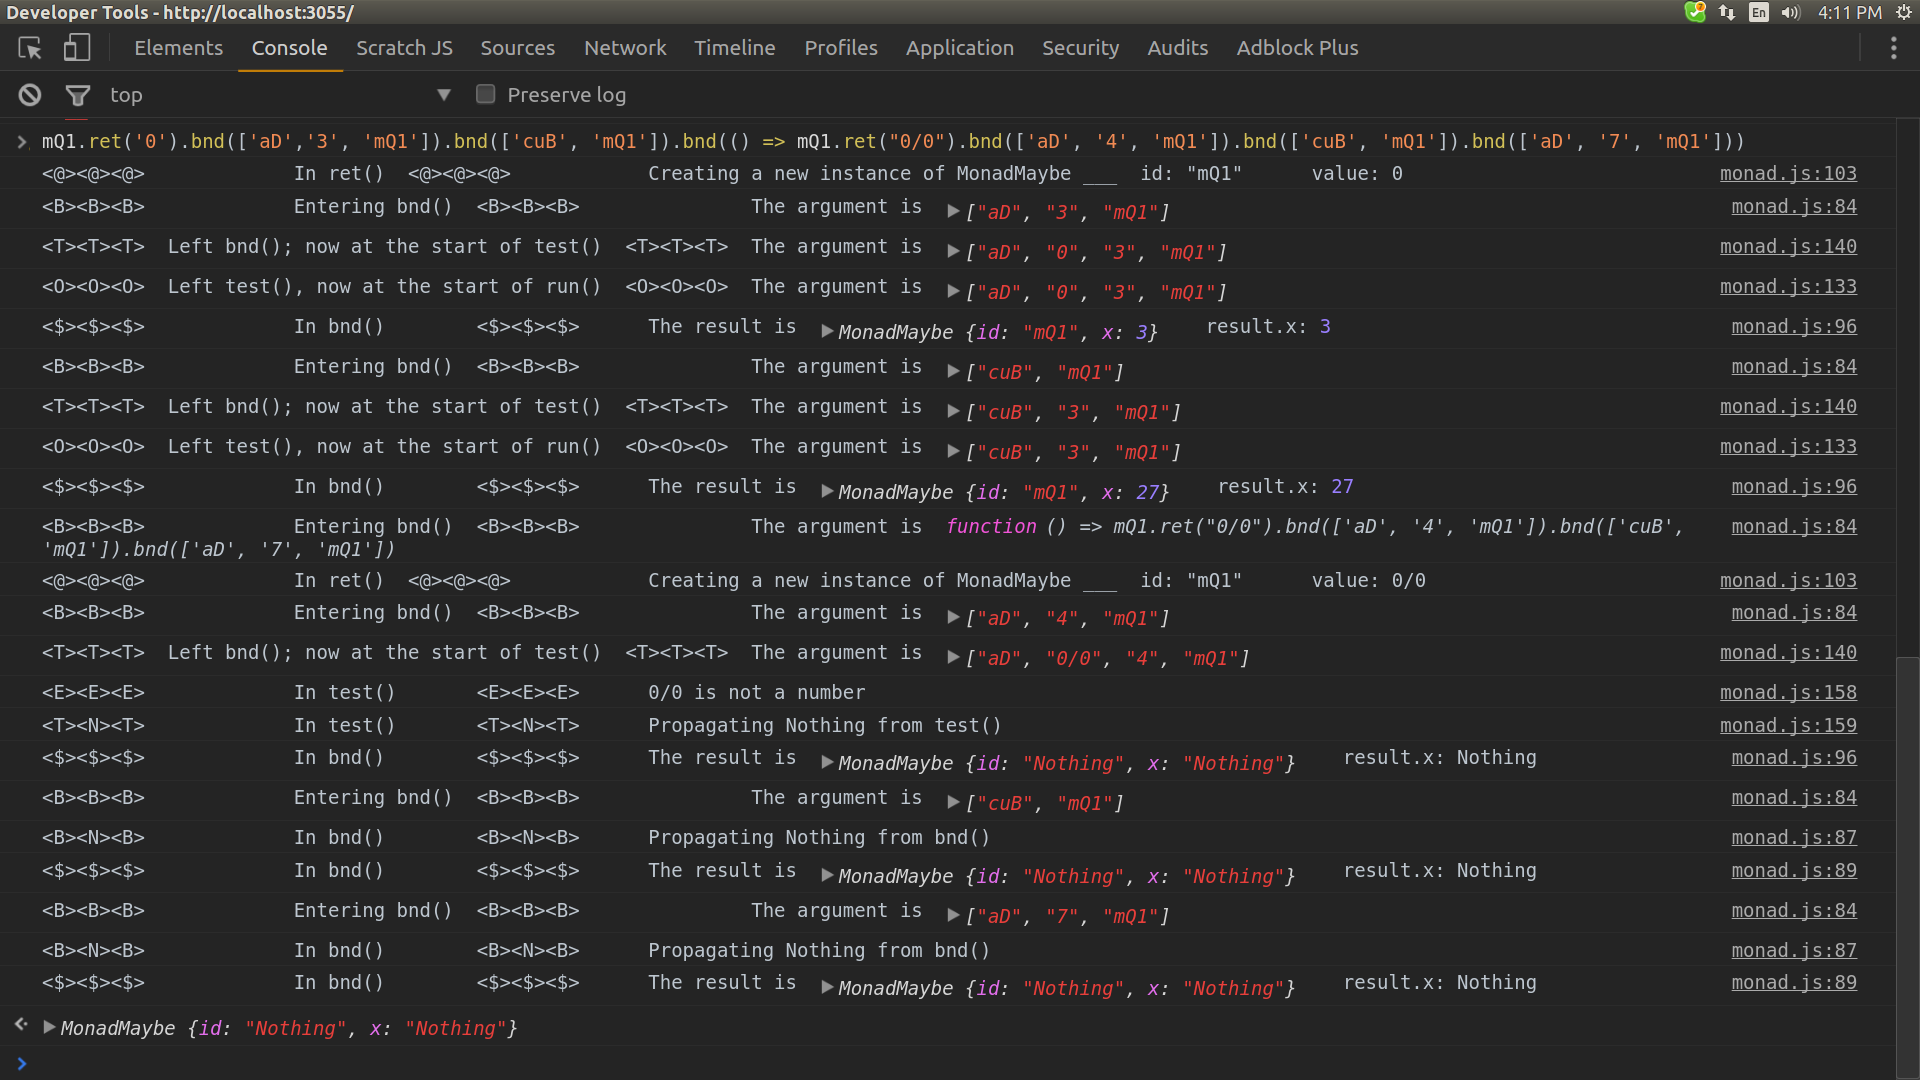 Developer Tools - http://localhost:3055/ En 4:11 PM
Elements Console Scratch JS Sources Network Timeline Profiles Application Security Audits Adblock Plus
top ▼ Preserve log
> mQ1.ret('0').bnd(['aD','3', 'mQ1']).bnd(['cuB', 'mQ1']).bnd(() => mQ1.ret("0/0").bnd(['aD', '4', 'mQ1']).bnd(['cuB', 'mQ1']).bnd(['aD', '7', 'mQ1']))
<@><@><@> In ret() <@><@><@> Creating a new instance of MonadMaybe ___ id: "mQ1" value: 0 monad.js:103
<B><B><B> Entering bnd() <B><B><B> The argument is ▶["aD", "3", "mQ1"] monad.js:84
<T><T><T> Left bnd(); now at the start of test() <T><T><T> The argument is ▶["aD", "0", "3", "mQ1"] monad.js:140
<O><O><O> Left test(), now at the start of run() <O><O><O> The argument is ▶["aD", "0", "3", "mQ1"] monad.js:133
<$><$><$> In bnd() <$><$><$> The result is ▶MonadMaybe {id: "mQ1", x: 3} result.x: 3 monad.js:96
<B><B><B> Entering bnd() <B><B><B> The argument is ▶["cuB", "mQ1"] monad.js:84
<T><T><T> Left bnd(); now at the start of test() <T><T><T> The argument is ▶["cuB", "3", "mQ1"] monad.js:140
<O><O><O> Left test(), now at the start of run() <O><O><O> The argument is ▶["cuB", "3", "mQ1"] monad.js:133
<$><$><$> In bnd() <$><$><$> The result is ▶MonadMaybe {id: "mQ1", x: 27} result.x: 27 monad.js:96
<B><B><B> Entering bnd() <B><B><B> The argument is function () => mQ1.ret("0/0").bnd(['aD', '4', 'mQ1']).bnd(['cuB', monad.js:84
'mQ1']).bnd(['aD', '7', 'mQ1'])
<@><@><@> In ret() <@><@><@> Creating a new instance of MonadMaybe ___ id: "mQ1" value: 0/0 monad.js:103
<B><B><B> Entering bnd() <B><B><B> The argument is ▶["aD", "4", "mQ1"] monad.js:84
<T><T><T> Left bnd(); now at the start of test() <T><T><T> The argument is ▶["aD", "0/0", "4", "mQ1"] monad.js:140
<E><E><E> In test() <E><E><E> 0/0 is not a number monad.js:158
<T><N><T> In test() <T><N><T> Propagating Nothing from test() monad.js:159
<$><$><$> In bnd() <$><$><$> The result is ▶MonadMaybe {id: "Nothing", x: "Nothing"} result.x: Nothing monad.js:96
<B><B><B> Entering bnd() <B><B><B> The argument is ▶["cuB", "mQ1"] monad.js:84
<B><N><B> In bnd() <B><N><B> Propagating Nothing from bnd() monad.js:87
<$><$><$> In bnd() <$><$><$> The result is ▶MonadMaybe {id: "Nothing", x: "Nothing"} result.x: Nothing monad.js:89
<B><B><B> Entering bnd() <B><B><B> The argument is ▶["aD", "7", "mQ1"] monad.js:84
<B><N><B> In bnd() <B><N><B> Propagating Nothing from bnd() monad.js:87
<$><$><$> In bnd() <$><$><$> The result is ▶MonadMaybe {id: "Nothing", x: "Nothing"} result.x: Nothing monad.js:89
▶MonadMaybe {id: "Nothing", x: "Nothing"}
>